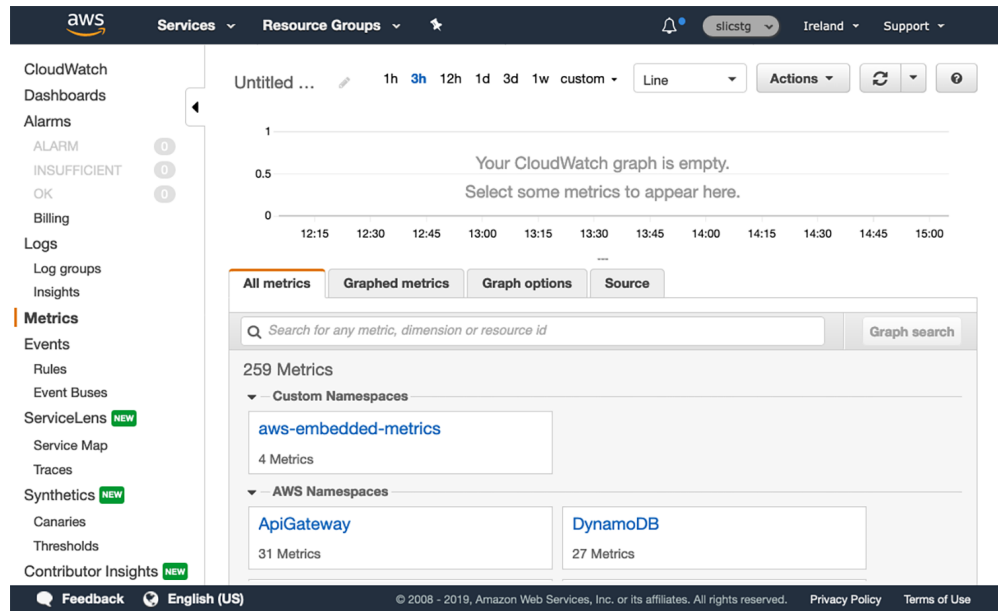 aws Services Resource Groups slicstg Ireland Support
CloudWatch
Dashboards
Alarms
ALARM 0
INSUFFICIENT 0
OK 0
Billing
Logs
Log groups
Insights
Metrics
Events
Rules
Event Buses
ServiceLens NEW
Service Map
Traces
Synthetics NEW
Canaries
Thresholds
Contributor Insights NEW
Untitled ... 1h 3h 12h 1d 3d 1w custom Line Actions ?
1
0.5
0
Your CloudWatch graph is empty.
Select some metrics to appear here.
12:15 12:30 12:45 13:00 13:15 13:30 13:45 14:00 14:15 14:30 14:45 15:00
All metrics Graphed metrics Graph options Source
Search for any metric, dimension or resource id Graph search
259 Metrics
Custom Namespaces
aws-embedded-metrics
4 Metrics
AWS Namespaces
ApiGateway DynamoDB
31 Metrics 27 Metrics
Feedback English (US) © 2008 - 2019, Amazon Web Services, Inc. or its affiliates. All rights reserved. Privacy Policy Terms of Use